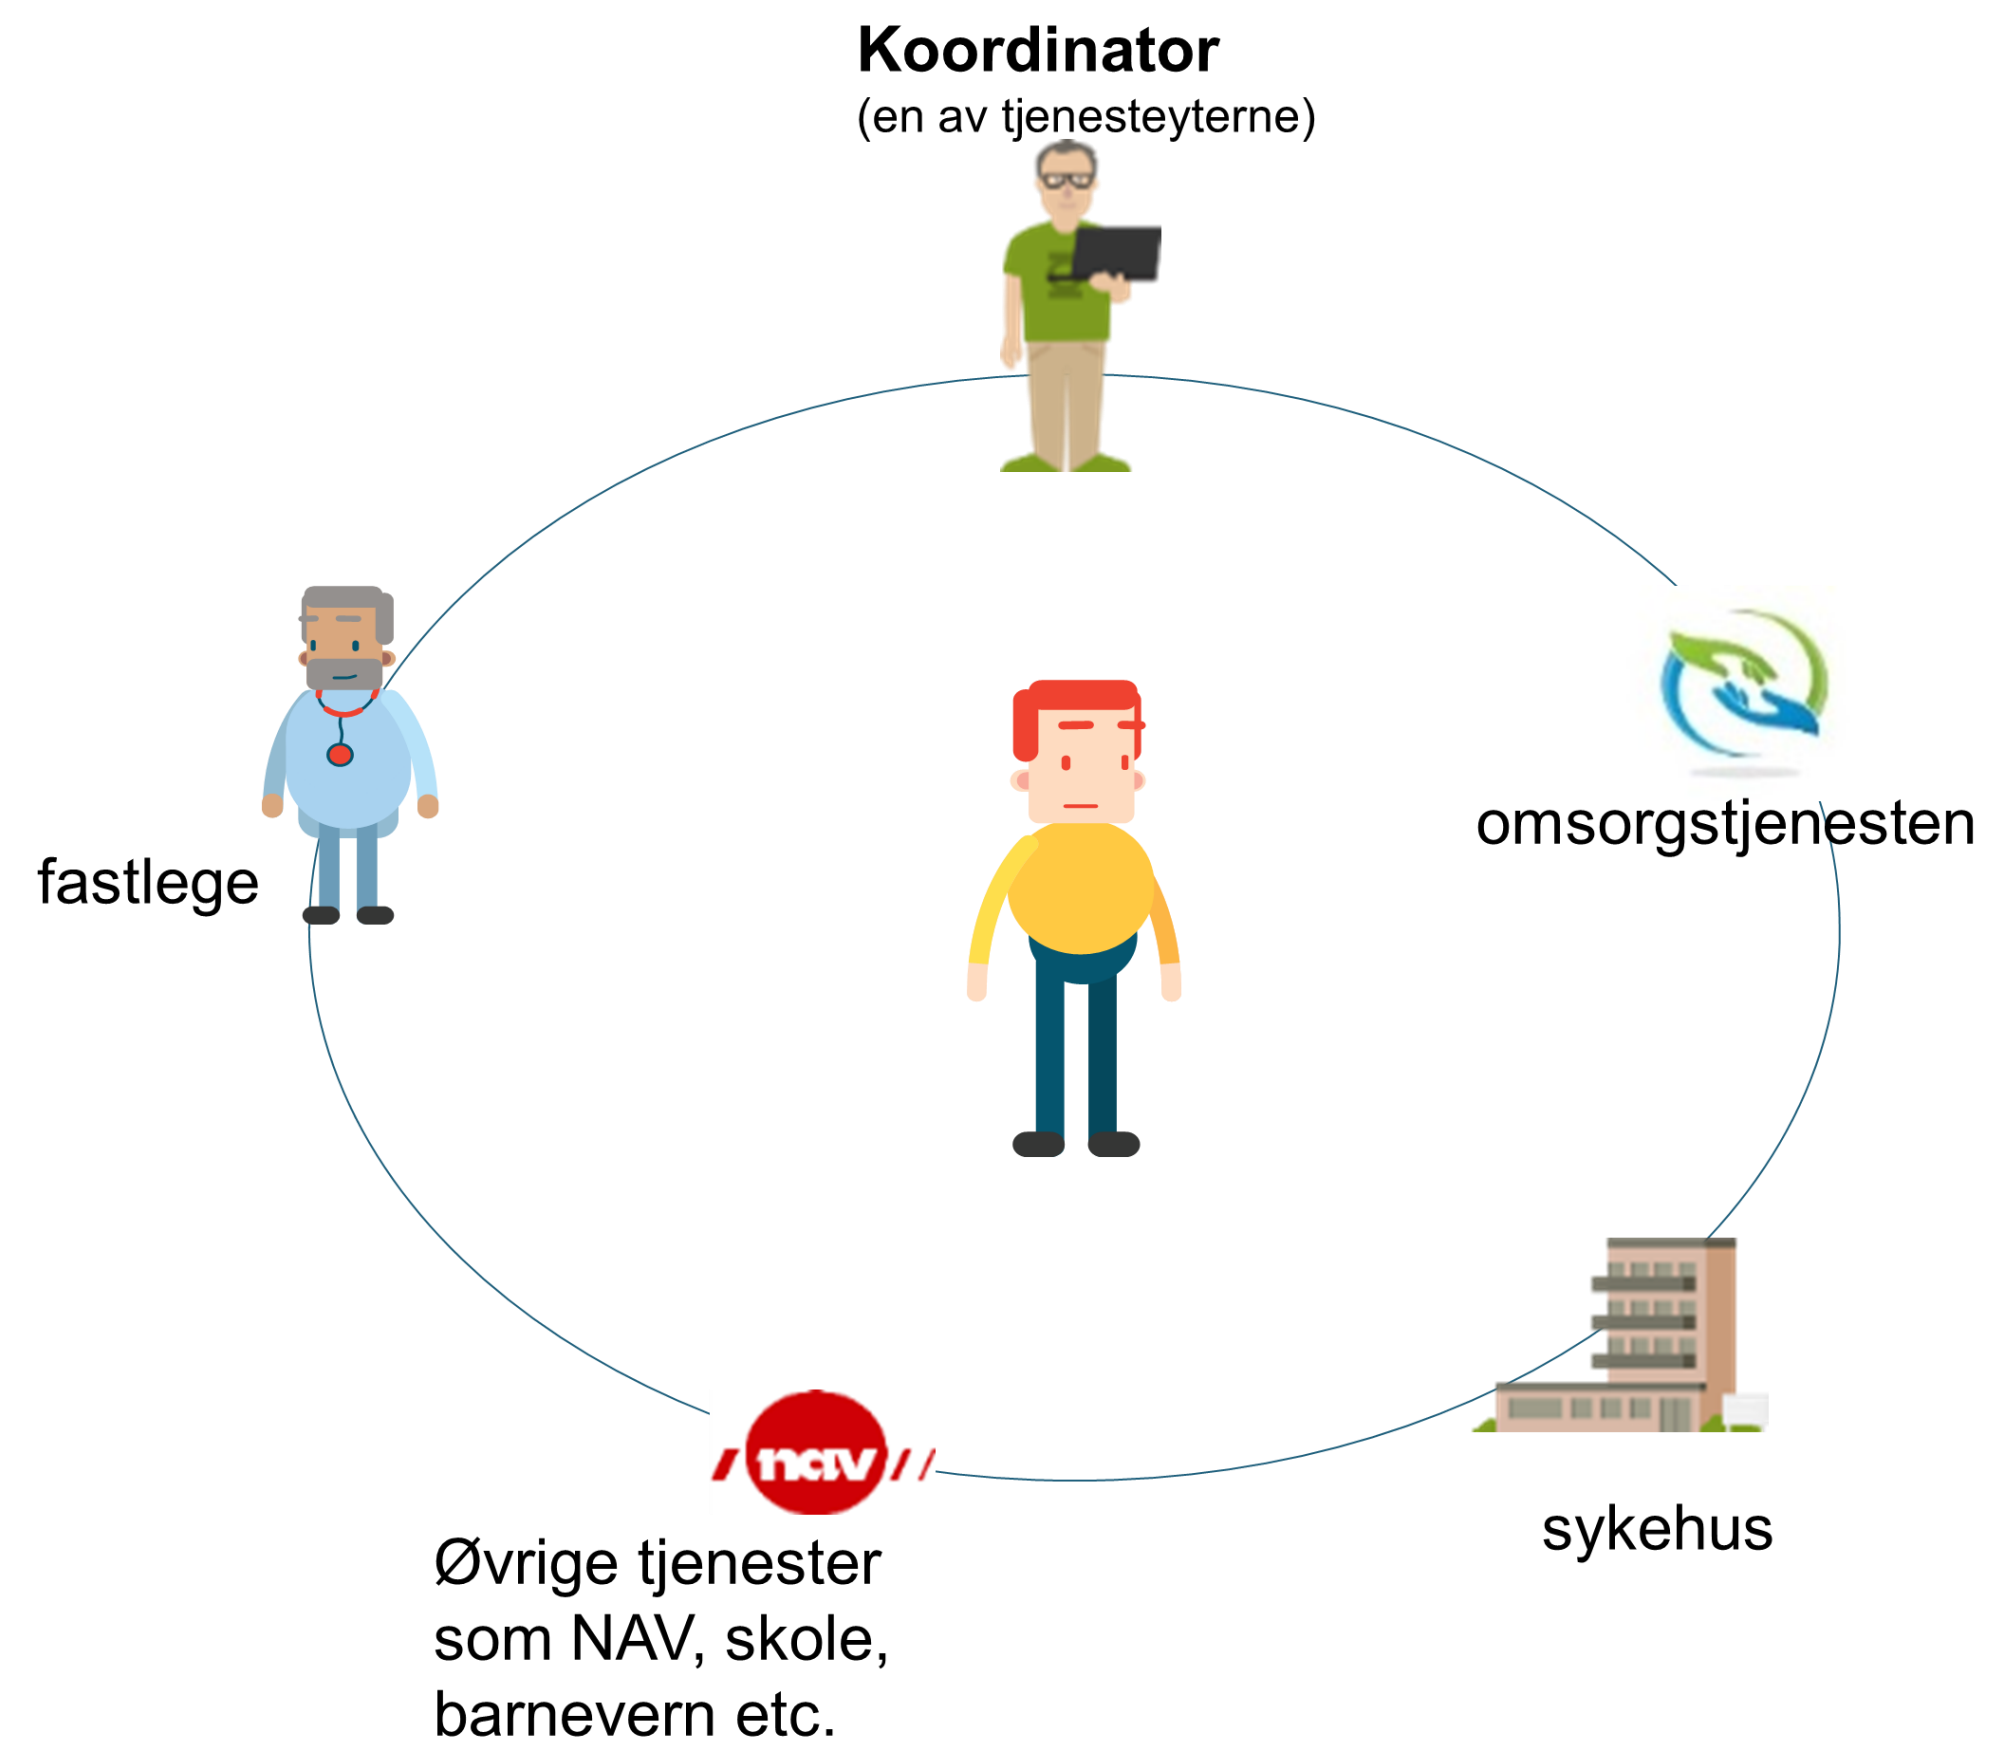 Koordinator
(en av tjenesteyterne)
omsorgstjenesten
fastlege
nav
sykehus
Øvrige tjenester
som NAV, skole,
barnevern etc.